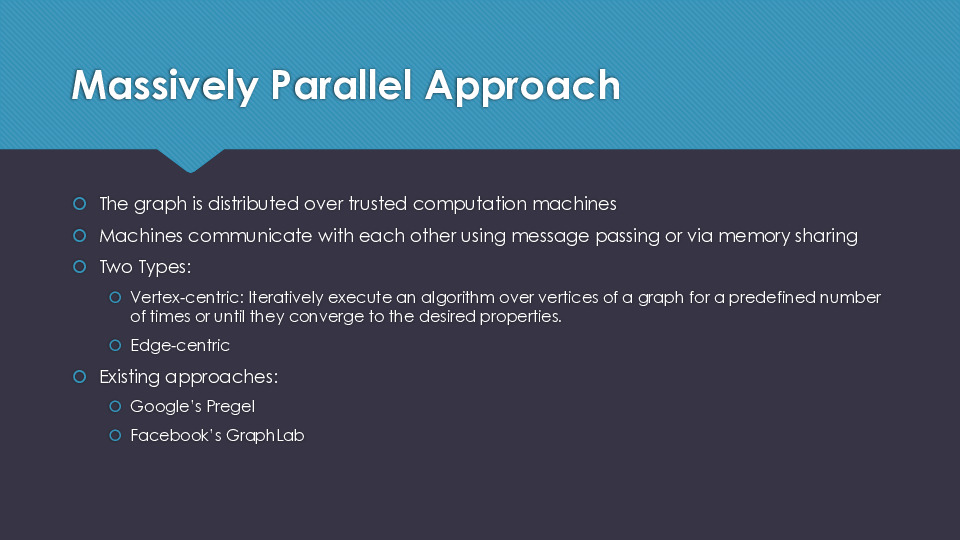 Massively Parallel Approach
The graph is distributed over trusted computation machines
Machines communicate with each other using message passing or via memory sharing
Two Types:
Vertex-centric: Iteratively execute an algorithm over vertices of a graph for a predefined number
of times or until they converge to the desired properties.
Edge-centric
Existing approaches:
Google's Pregel
Facebook's GraphLab